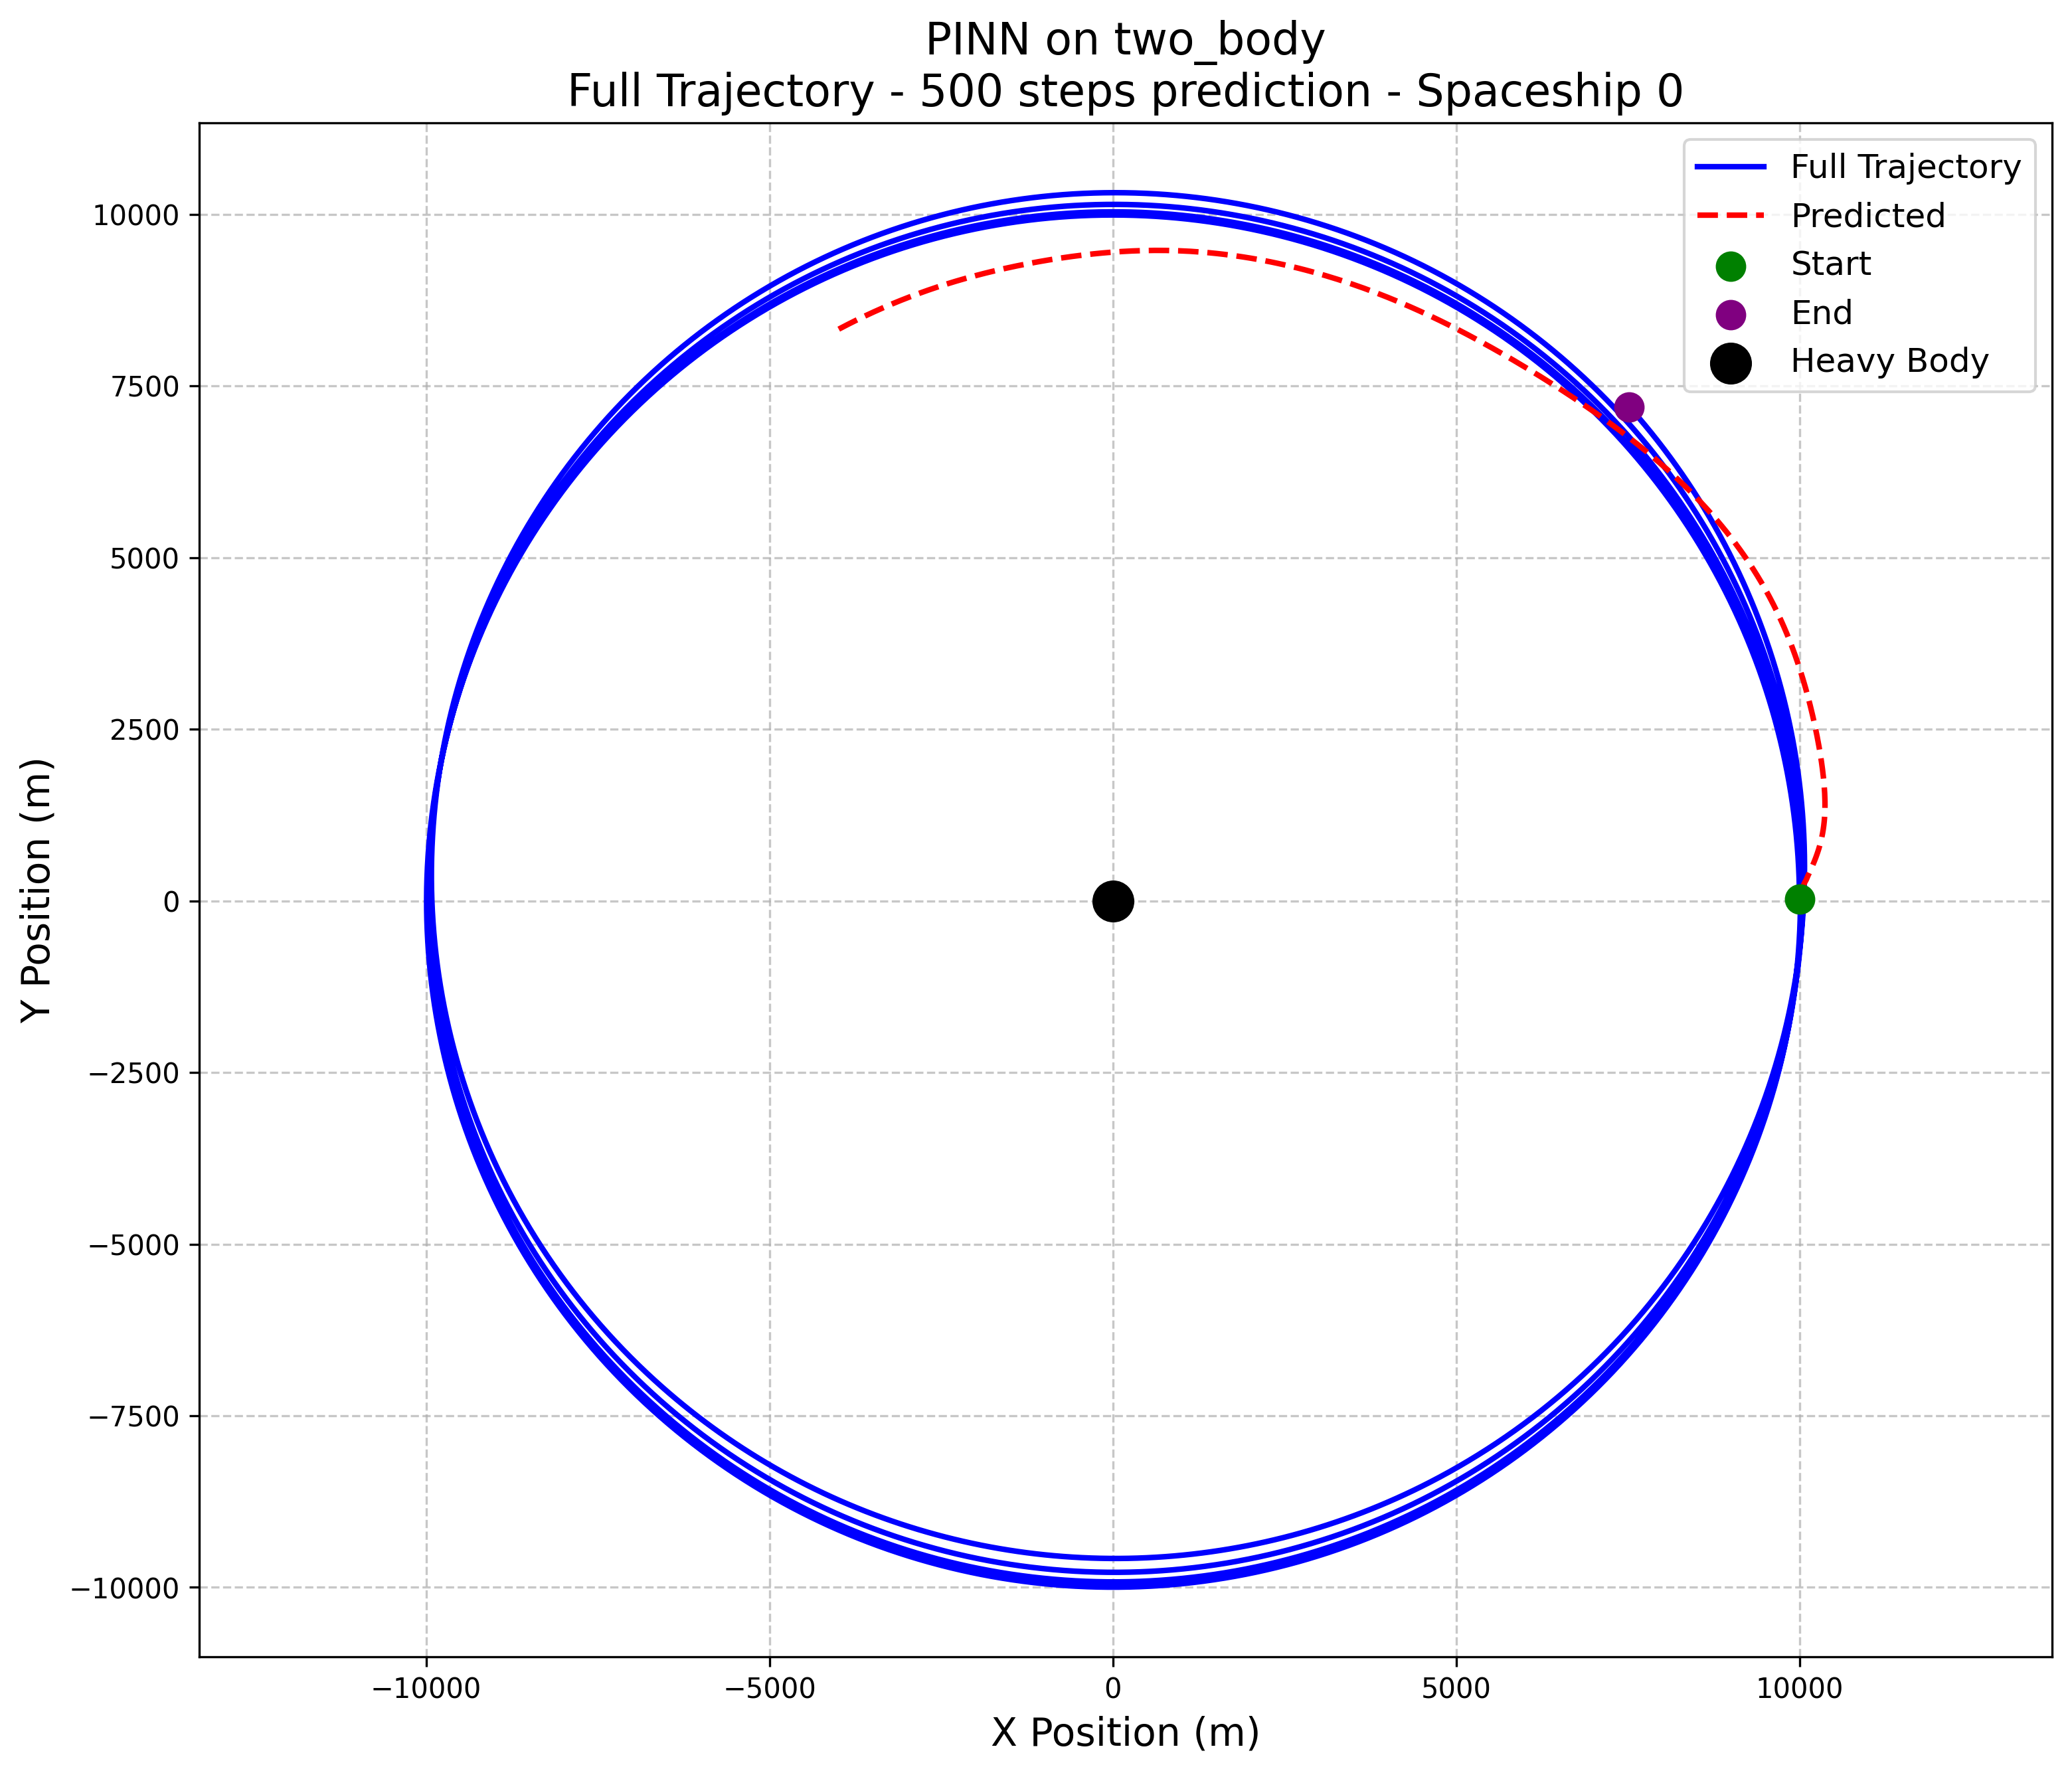 PINN on two_body
Full Trajectory - 500 steps prediction - Spaceship 0
Full Trajectory
Predicted
Start
End
Heavy Body
Y Position (m)
10000
7500
5000
2500
0
−2500
−5000
−7500
−10000
−10000
−5000
0
5000
10000
X Position (m)